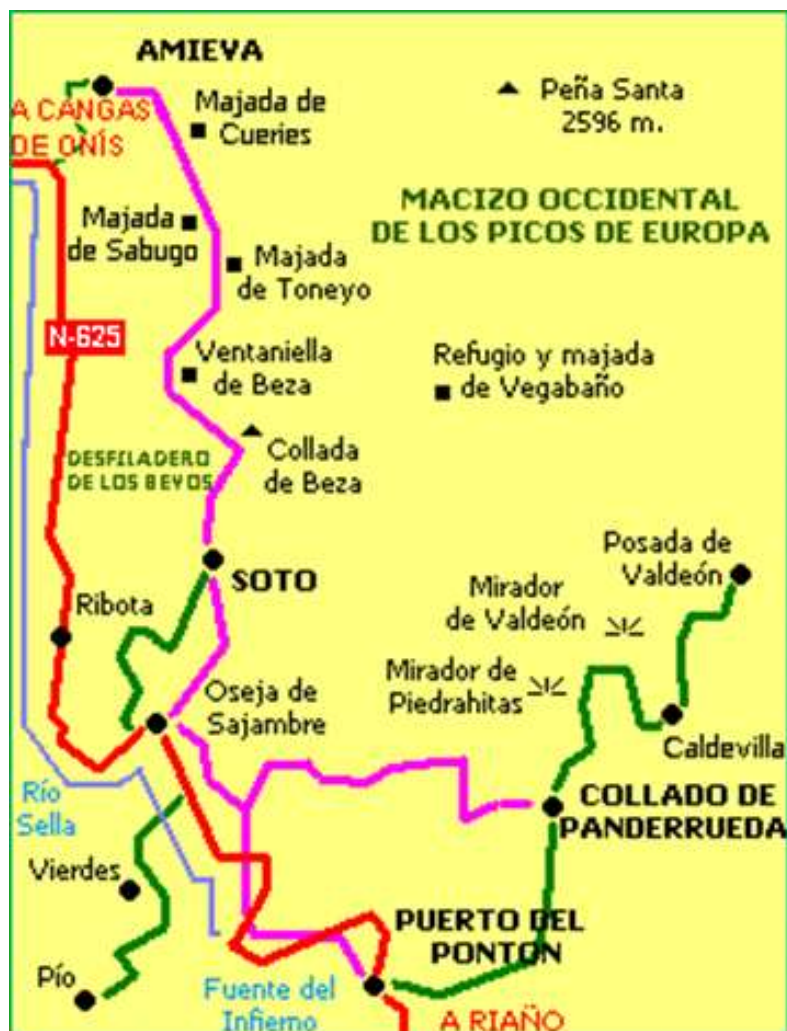 AMIEVA
A CANGAS
DE ONÍS
Majada de
Cueries
Peña Santa
2596 m.
MACIZO OCCIDENTAL
DE LOS PICOS DE EUROPA
Majada
de Sabugo
Majada
de Toneyo
N-625
Ventaniella
de Beza
Refugio y majada
de Vegabaño
DESFILADERO
DE LOS BEYOS
Collada
de Beza
SOTO
Posada de
Valdeón
Mirador
de Valdeón
Ribota
Mirador de
Piedrahitas
Oseja de
Sajambre
Caldevilla
Río
Sella
COLLADO DE
PANDERRUEDA
Vierdes
PUERTO DEL
PONTON
Pío
Fuente del
Infierno
A RIAÑO